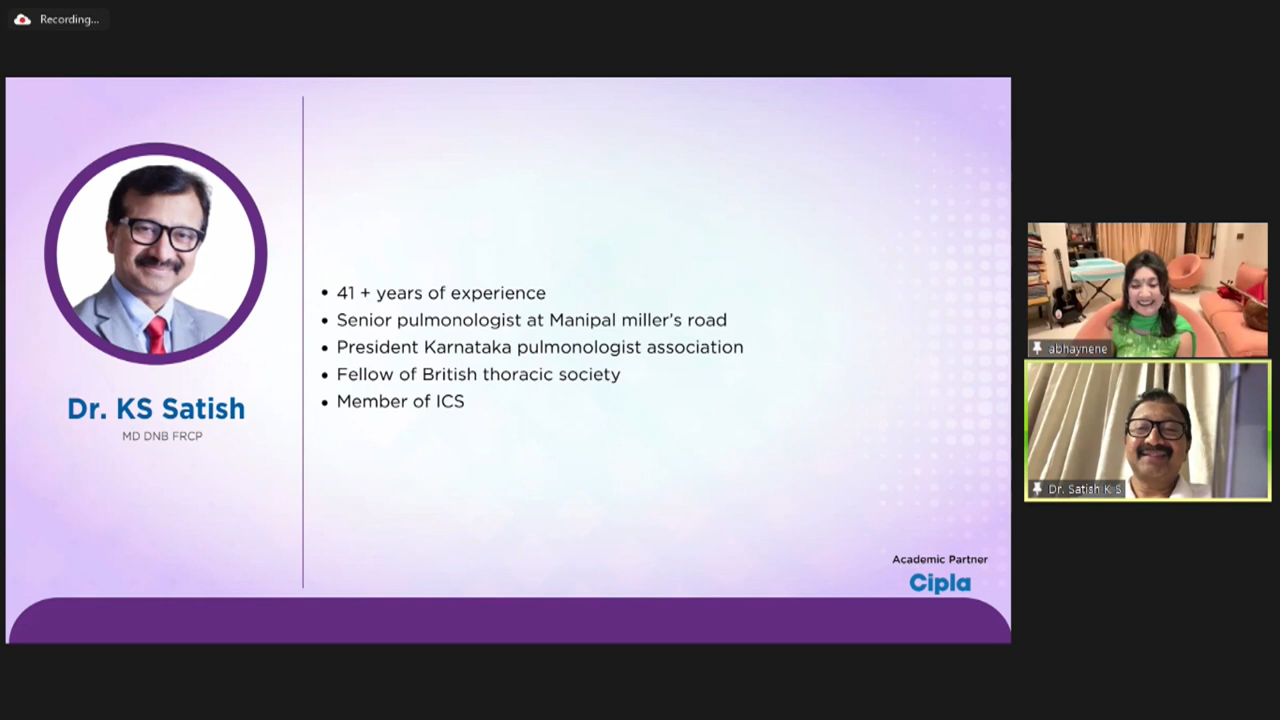 Recording...
41 + years of experience
Senior pulmonologist at Manipal miller's road
President Karnataka pulmonologist association
Fellow of British thoracic society
Member of ICS
Dr. KS Satish
MD DNB FRCP
Academic Partner
Cipla
abhaynene
Dr. Satish K S